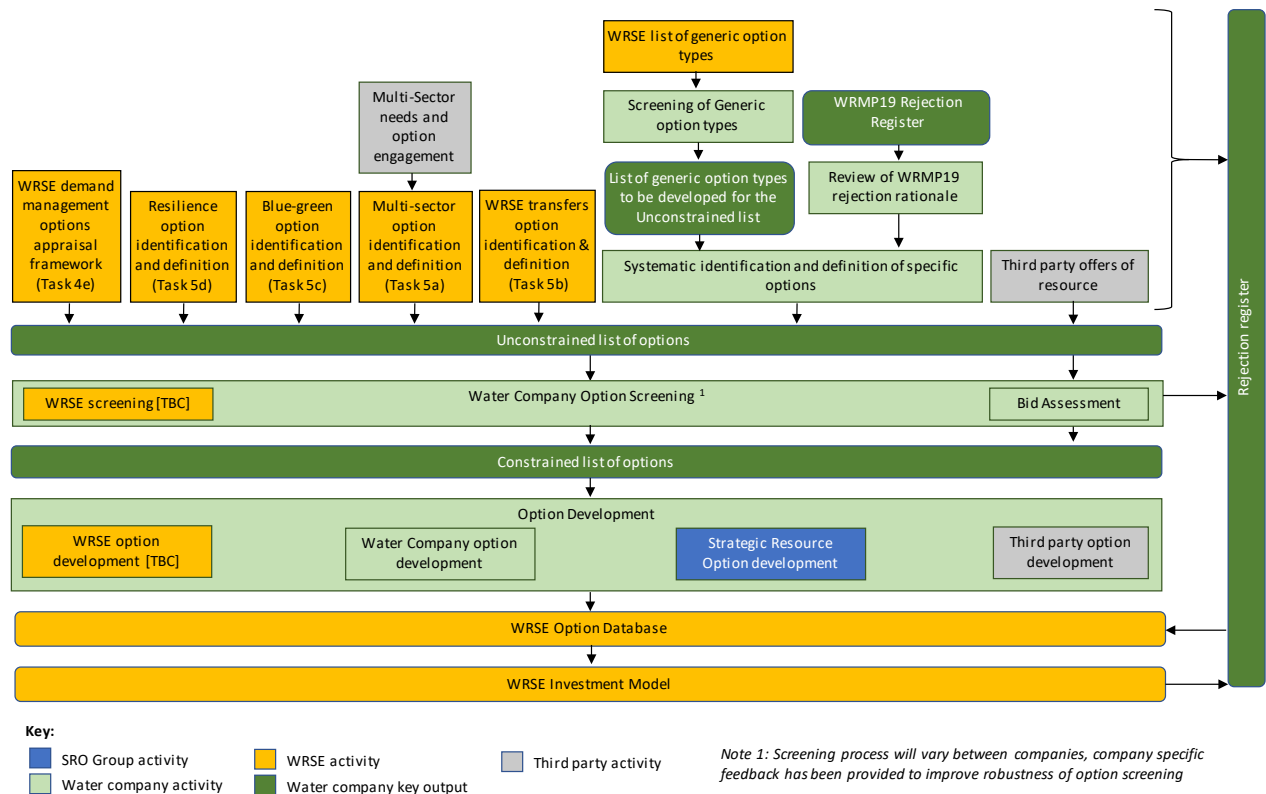 WRSE list of generic option
types
Screening of Generic
option types
WRMP19 Rejection
Register
Multi-Sector
needs and
option
engagement
List of generic option types
to be developed for the
Unconstrained list
Review of WRMP19
rejection rationale
WRSE demand
management
options
appraisal
framework
(Task 4e)
Resilience
option
identification
and definition
(Task 5d)
Blue-green
option
identification
and definition
(Task 5c)
Multi-sector
option
identification
and definition
(Task 5a)
WRSE transfers
option
identification &
definition
(Task 5b)
Systematic identification and definition of specific
options
Third party offers of
resource
Rejection register
Unconstrained list of options
WRSE screening [TBC]
Water Company Option Screening 1
Bid Assessment
Constrained list of options
Option Development
WRSE option
development [TBC]
Water Company option
development
Strategic Resource
Option development
Third party option
development
WRSE Option Database
WRSE Investment Model
Key:
SRO Group activity
WRSE activity
Third party activity
Water company activity
Water company key output
Note 1: Screening process will vary between companies, company specific
feedback has been provided to improve robustness of option screening